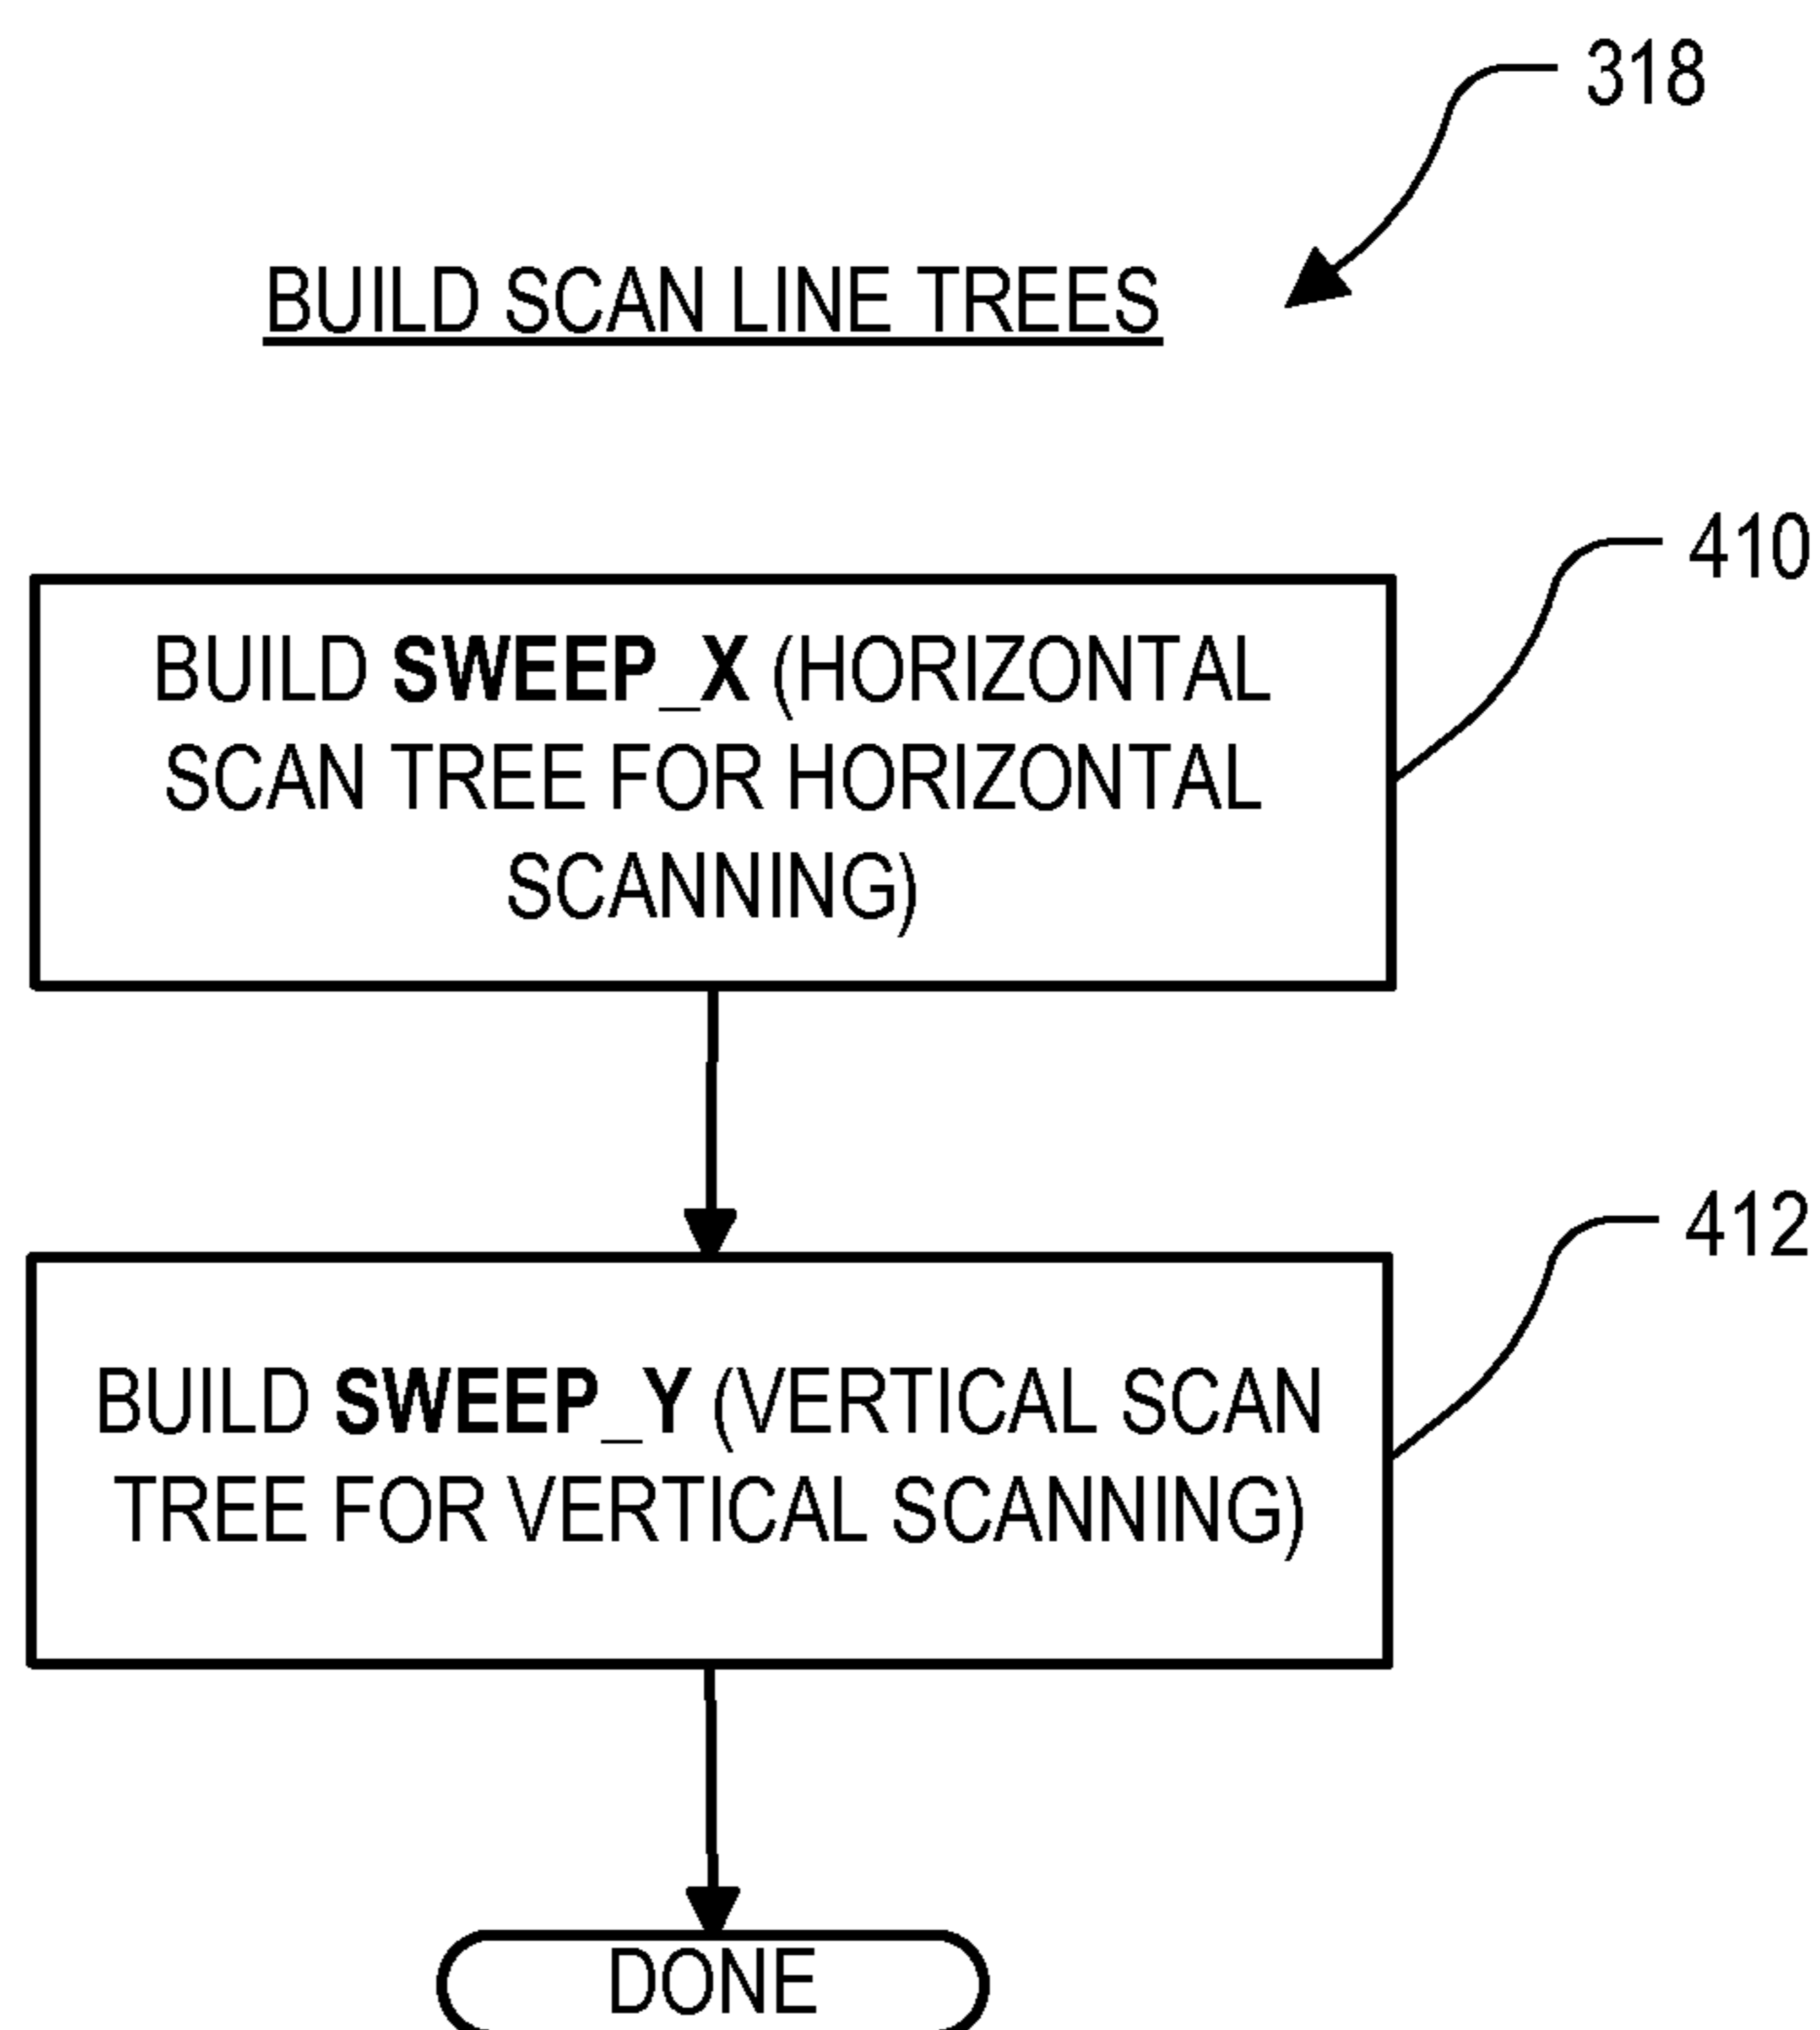 318
BUILD SCAN LINE TREES
410
BUILD SWEEP_X (HORIZONTAL
SCAN TREE FOR HORIZONTAL
SCANNING)
412
BUILD SWEEP_Y (VERTICAL SCAN
TREE FOR VERTICAL SCANNING)
DONE